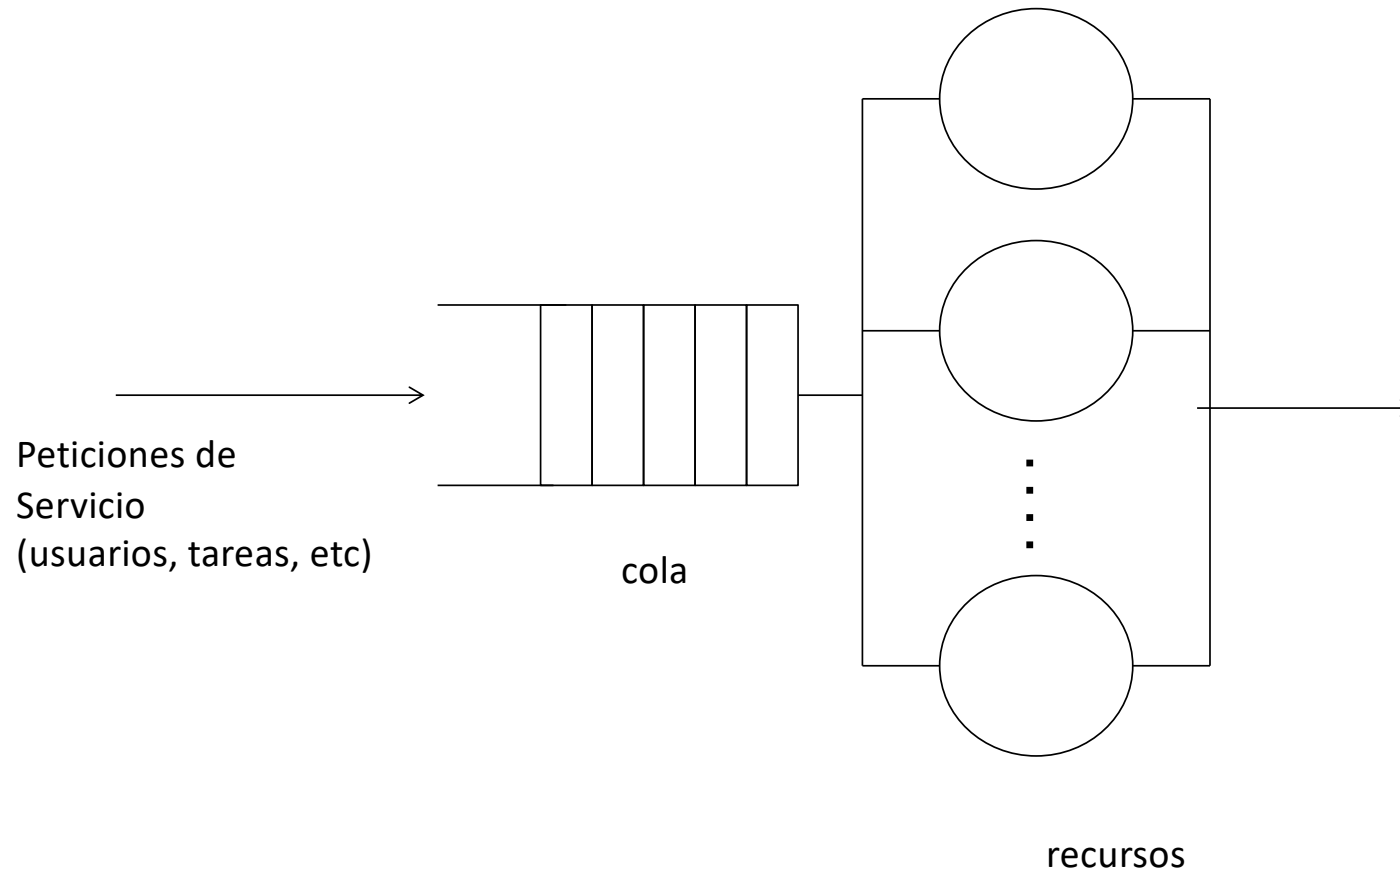 Peticiones de
Servicio
(usuarios, tareas, etc)
cola
recursos